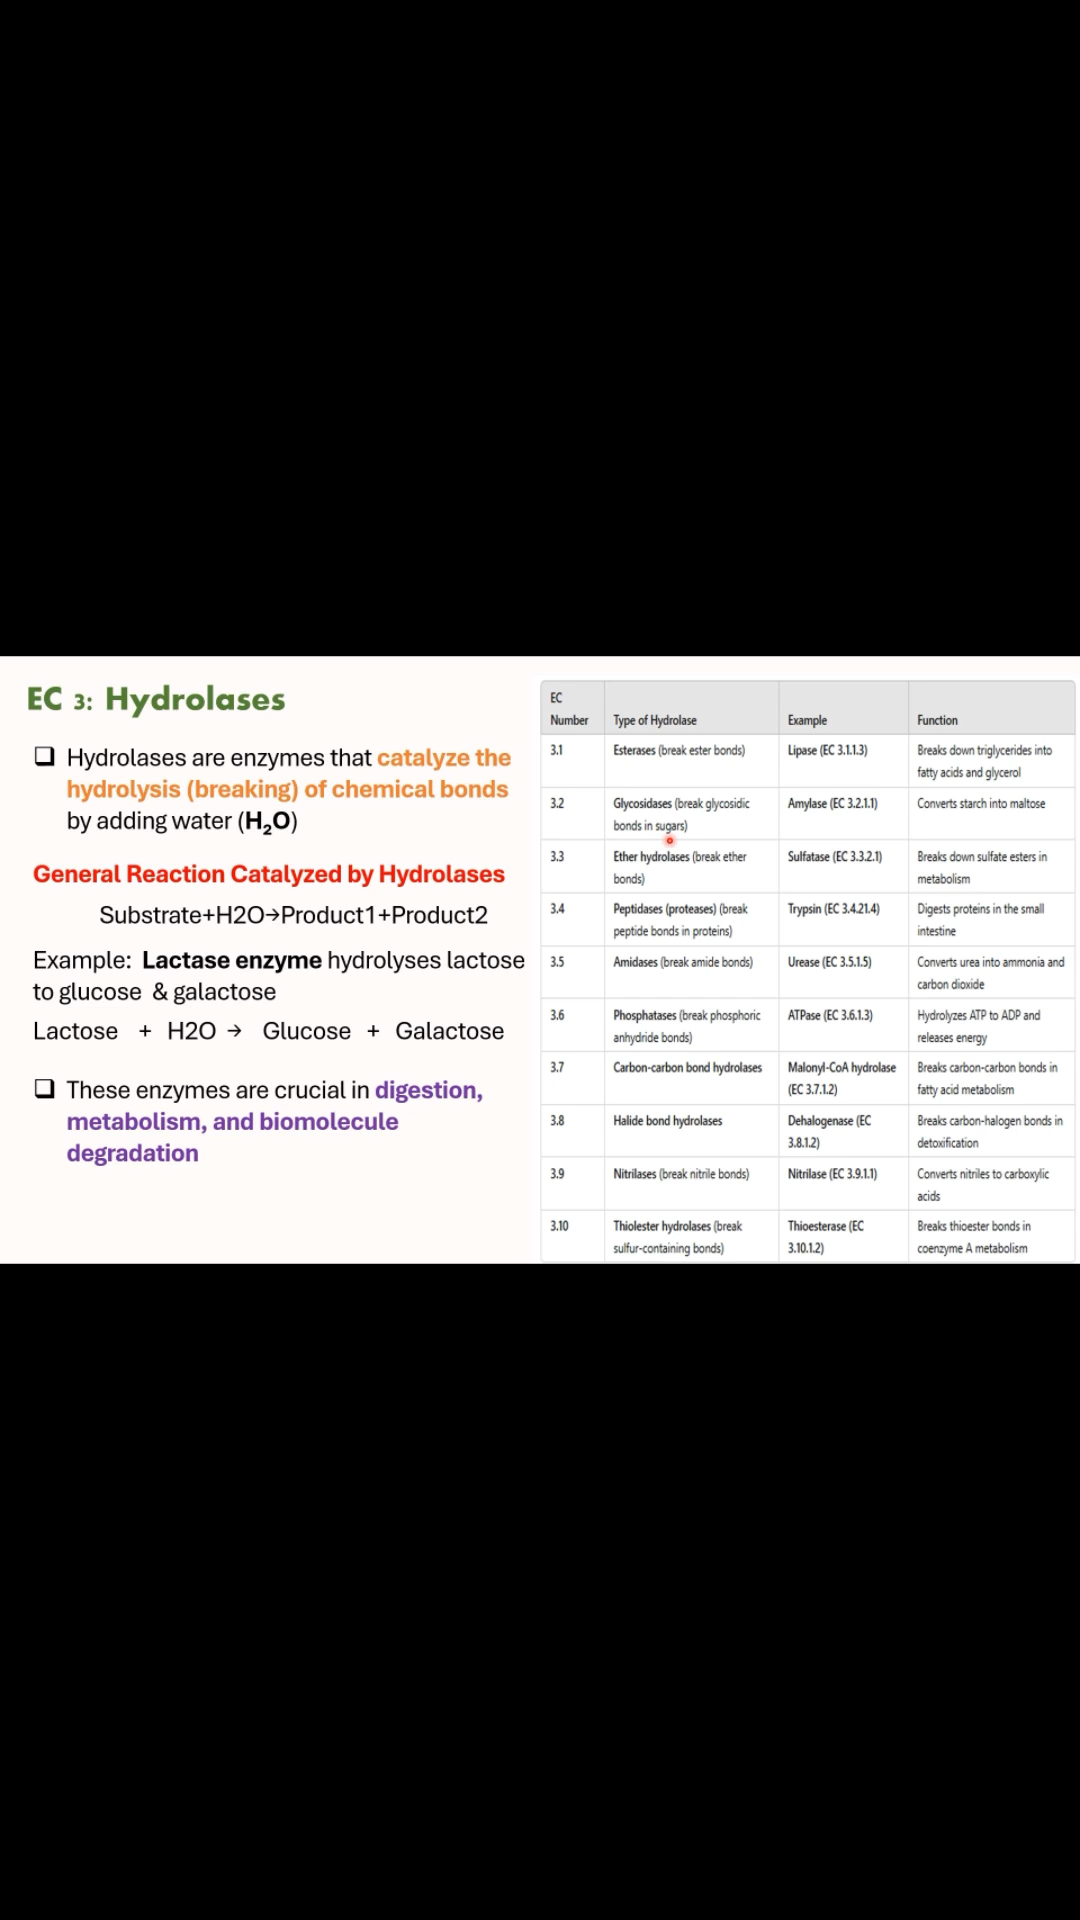 EC 3: Hydrolases
❑ Hydrolases are enzymes that catalyze the
hydrolysis (breaking) of chemical bonds
by adding water (H₂O)
General Reaction Catalyzed by Hydrolases
Substrate+H2O→Product1+Product2
Example: Lactase enzyme hydrolyses lactose
to glucose & galactose
Lactose + H2O → Glucose + Galactose
❑ These enzymes are crucial in digestion,
metabolism, and biomolecule
degradation
EC
Number Type of Hydrolase Example Function
3.1 Esterases (break ester bonds) Lipase (EC 3.1.1.3) Breaks down triglycerides into
fatty acids and glycerol
3.2 Glycosidases (break glycosidic Amylase (EC 3.2.1.1) Converts starch into maltose
bonds in sugars)
3.3 Ether hydrolases (break ether Sulfatase (EC 3.3.2.1) Breaks down sulfate esters in
bonds) metabolism
3.4 Peptidases (proteases) (break Trypsin (EC 3.4.21.4) Digests proteins in the small
peptide bonds in proteins) intestine
3.5 Amidases (break amide bonds) Urease (EC 3.5.1.5) Converts urea into ammonia and
carbon dioxide
3.6 Phosphatases (break phosphoric ATPase (EC 3.6.1.3) Hydrolyzes ATP to ADP and
anhydride bonds) releases energy
3.7 Carbon-carbon bond hydrolases Malonyl-CoA hydrolase Breaks carbon-carbon bonds in
(EC 3.7.1.2) fatty acid metabolism
3.8 Halide bond hydrolases Dehalogenase (EC Breaks carbon-halogen bonds in
3.8.1.2) detoxification
3.9 Nitrilases (break nitrile bonds) Nitrilase (EC 3.9.1.1) Converts nitriles to carboxylic
acids
3.10 Thiolester hydrolases (break Thioesterase (EC Breaks thioester bonds in
sulfur-containing bonds) 3.10.1.2) coenzyme A metabolism